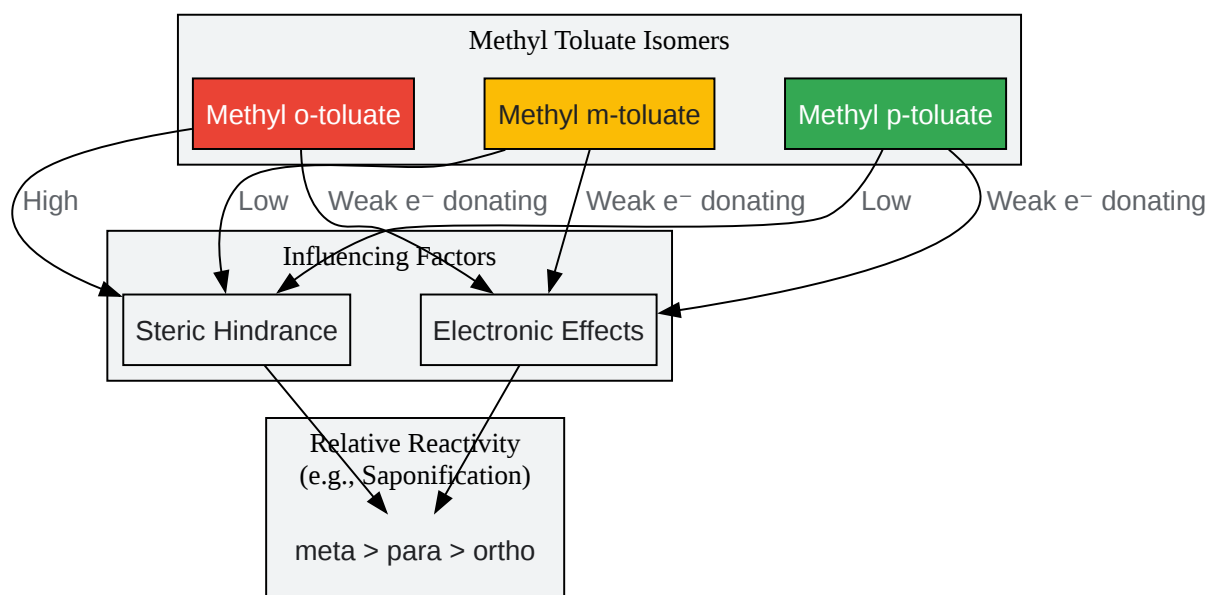 Methyl Toluate Isomers
Methyl o-toluate
Methyl m-toluate
Methyl p-toluate
High
Low
Weak e⁻ donating
Weak e⁻ donating
Low
Weak e⁻ donating
Influencing Factors
Steric Hindrance
Electronic Effects
Relative Reactivity
(e.g., Saponification)
meta > para > ortho